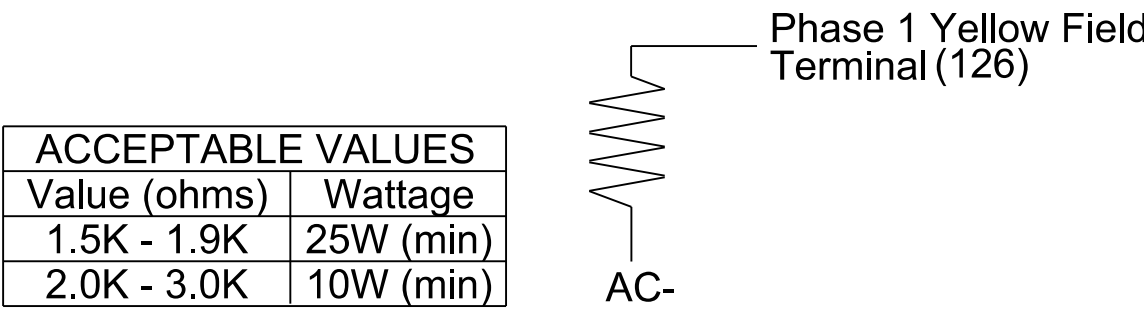 Phase 1 Yellow Field
Terminal (126)
ACCEPTABLE VALUES
Value (ohms) Wattage
1.5K - 1.9K 25W (min)
2.0K - 3.0K 10W (min)
AC-